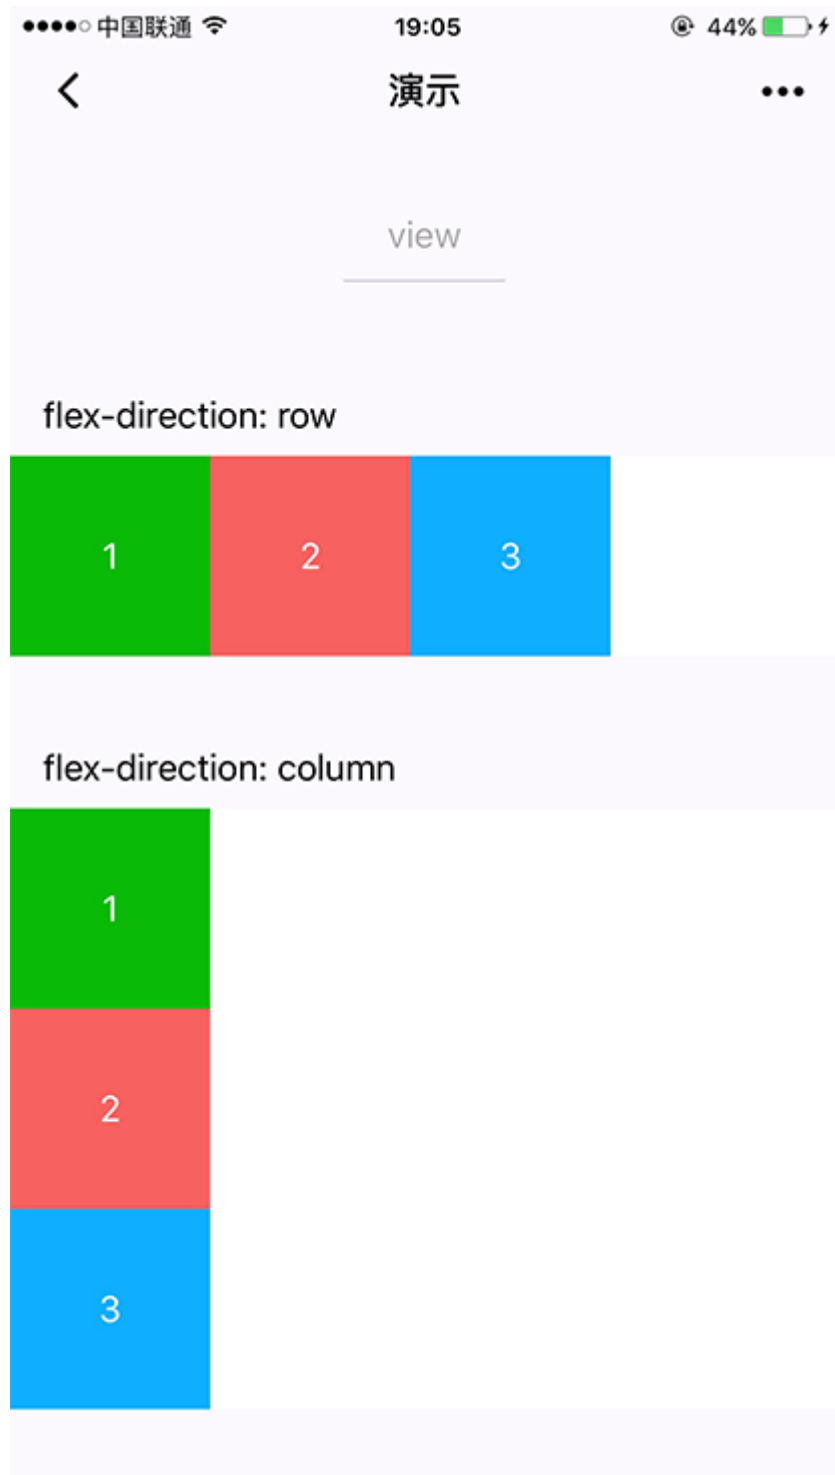 中国联通 19:05 44%
演示
view
flex-direction: row
1 2 3
flex-direction: column
1
2
3